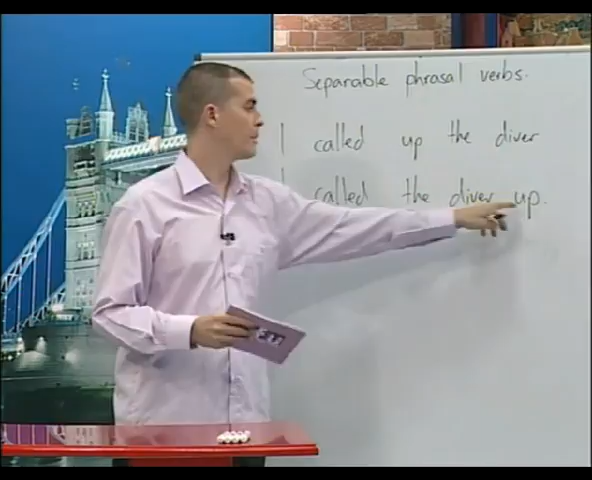 Separable phrasal verbs.
I called up the diver
I called the diver up.